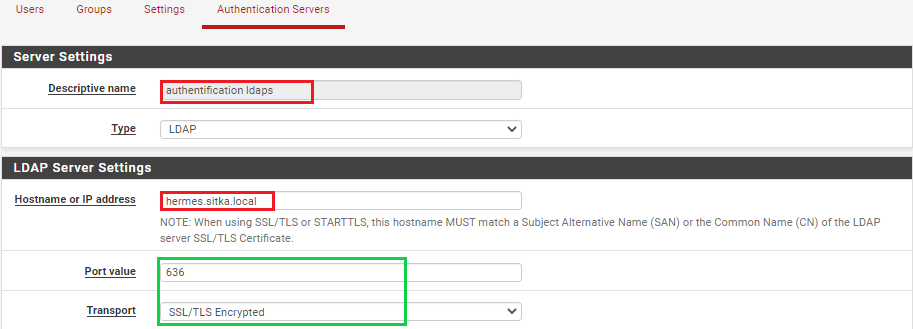 Users Groups Settings Authentication Servers
Server Settings
Descriptive name authentification ldaps
Type LDAP
LDAP Server Settings
Hostname or IP address hermes.sitka.local
NOTE: When using SSL/TLS or STARTTLS, this hostname MUST match a Subject Alternative Name (SAN) or the Common Name (CN) of the LDAP
server SSL/TLS Certificate.
Port value 636
Transport SSL/TLS Encrypted